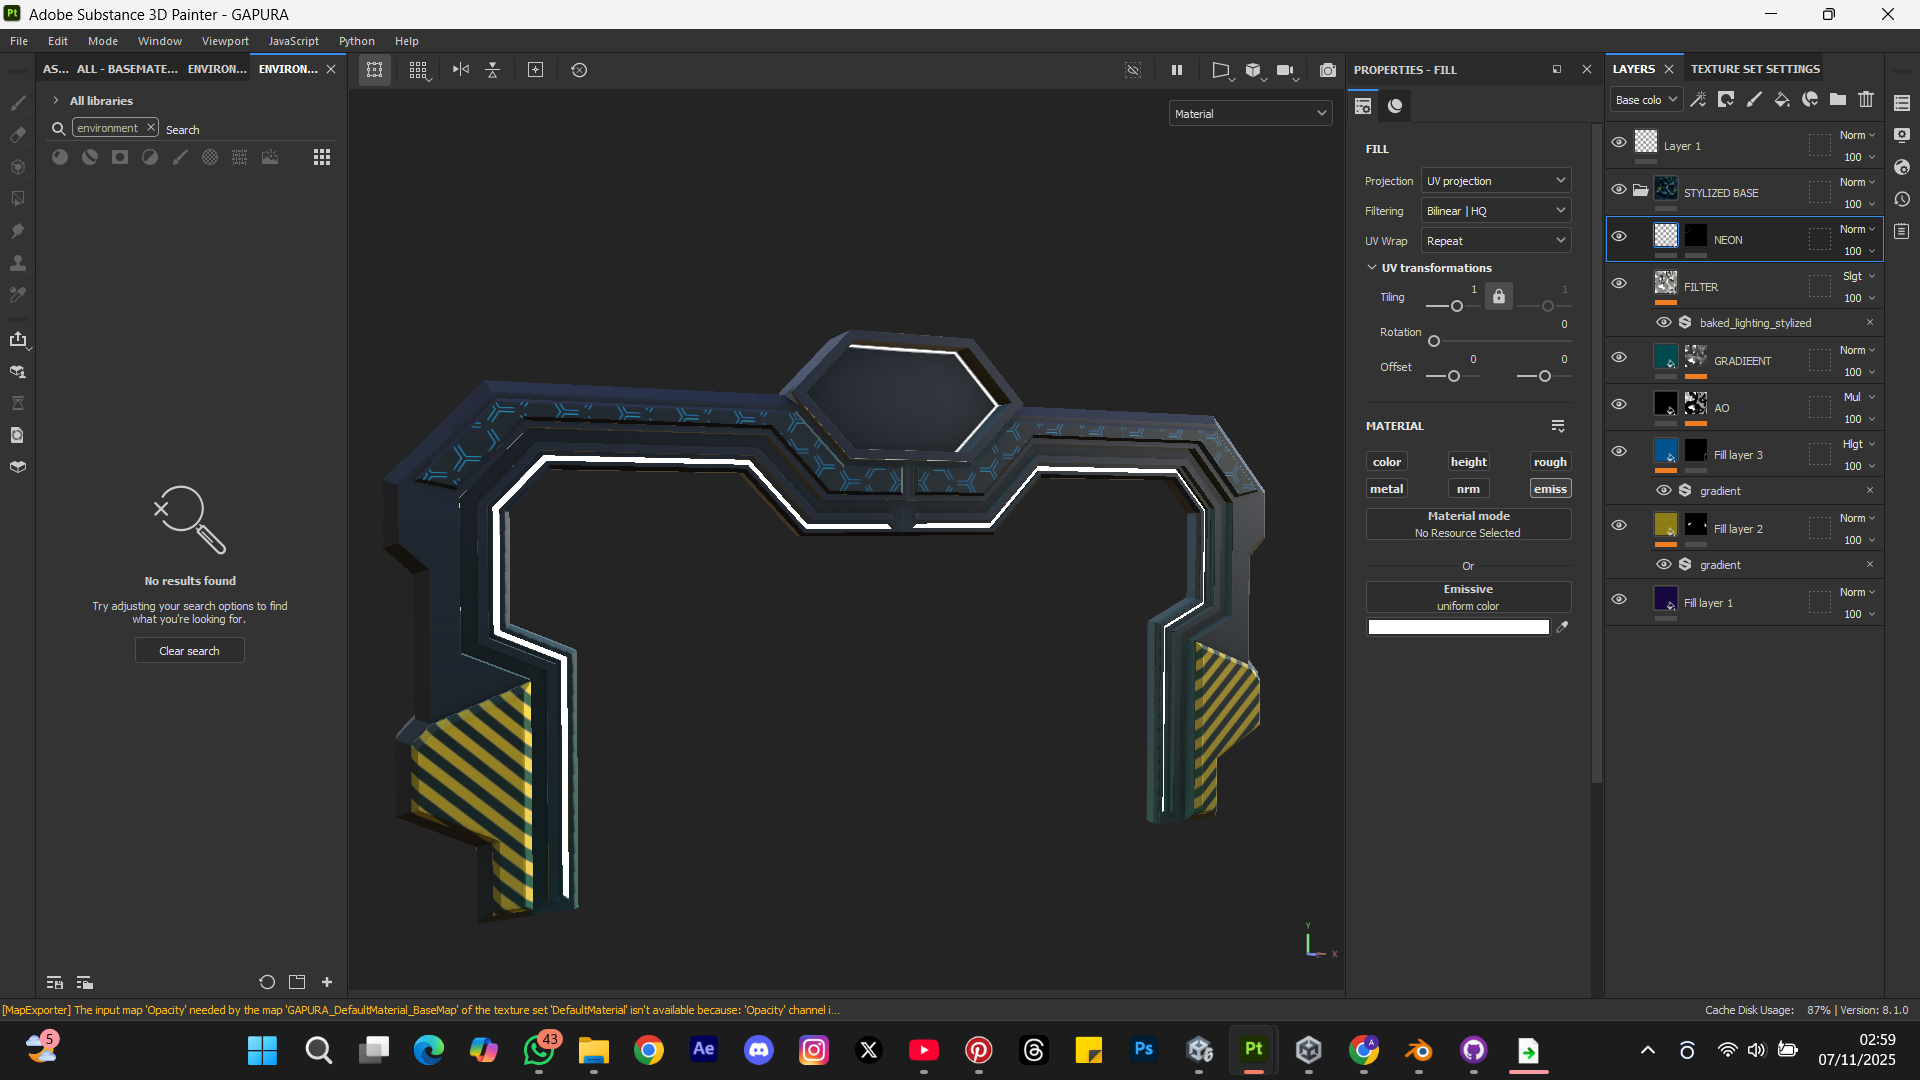 Pt Adobe Substance 3D Painter - GAPURA
File Edit Mode Window Viewport JavaScript Python Help
AS... ALL - BASEMATE... ENVIRON... ENVIRON...
All libraries
environment Search
No results found
Try adjusting your search options to find
what you're looking for.
Clear search
Material
Y
X
PROPERTIES - FILL
FILL
Projection UV projection
Filtering Bilinear | HQ
UV Wrap Repeat
UV transformations
Tiling 1 1
Rotation 0
Offset 0 0
MATERIAL
color height rough
metal nrm emiss
Material mode
No Resource Selected
Or
Emissive
uniform color
LAYERS TEXTURE SET SETTINGS
Base colo
Layer 1 Norm 100
STYLIZED BASE Norm 100
NEON Norm 100
FILTER Slgt 100
baked_lighting_stylized
GRADIEENT Norm 100
AO Mul 100
Fill layer 3 Hlgt 100
gradient
Fill layer 2 Norm 100
gradient
Fill layer 1 Norm 100
[MapExporter] The input map 'Opacity' needed by the map 'GAPURA_DefaultMaterial_BaseMap' of the texture set 'DefaultMaterial' isn't available because: 'Opacity' channel i...
Cache Disk Usage: 87% | Version: 8.1.0
5
43
Ae
Ps
6
Pt
A
02:59
07/11/2025